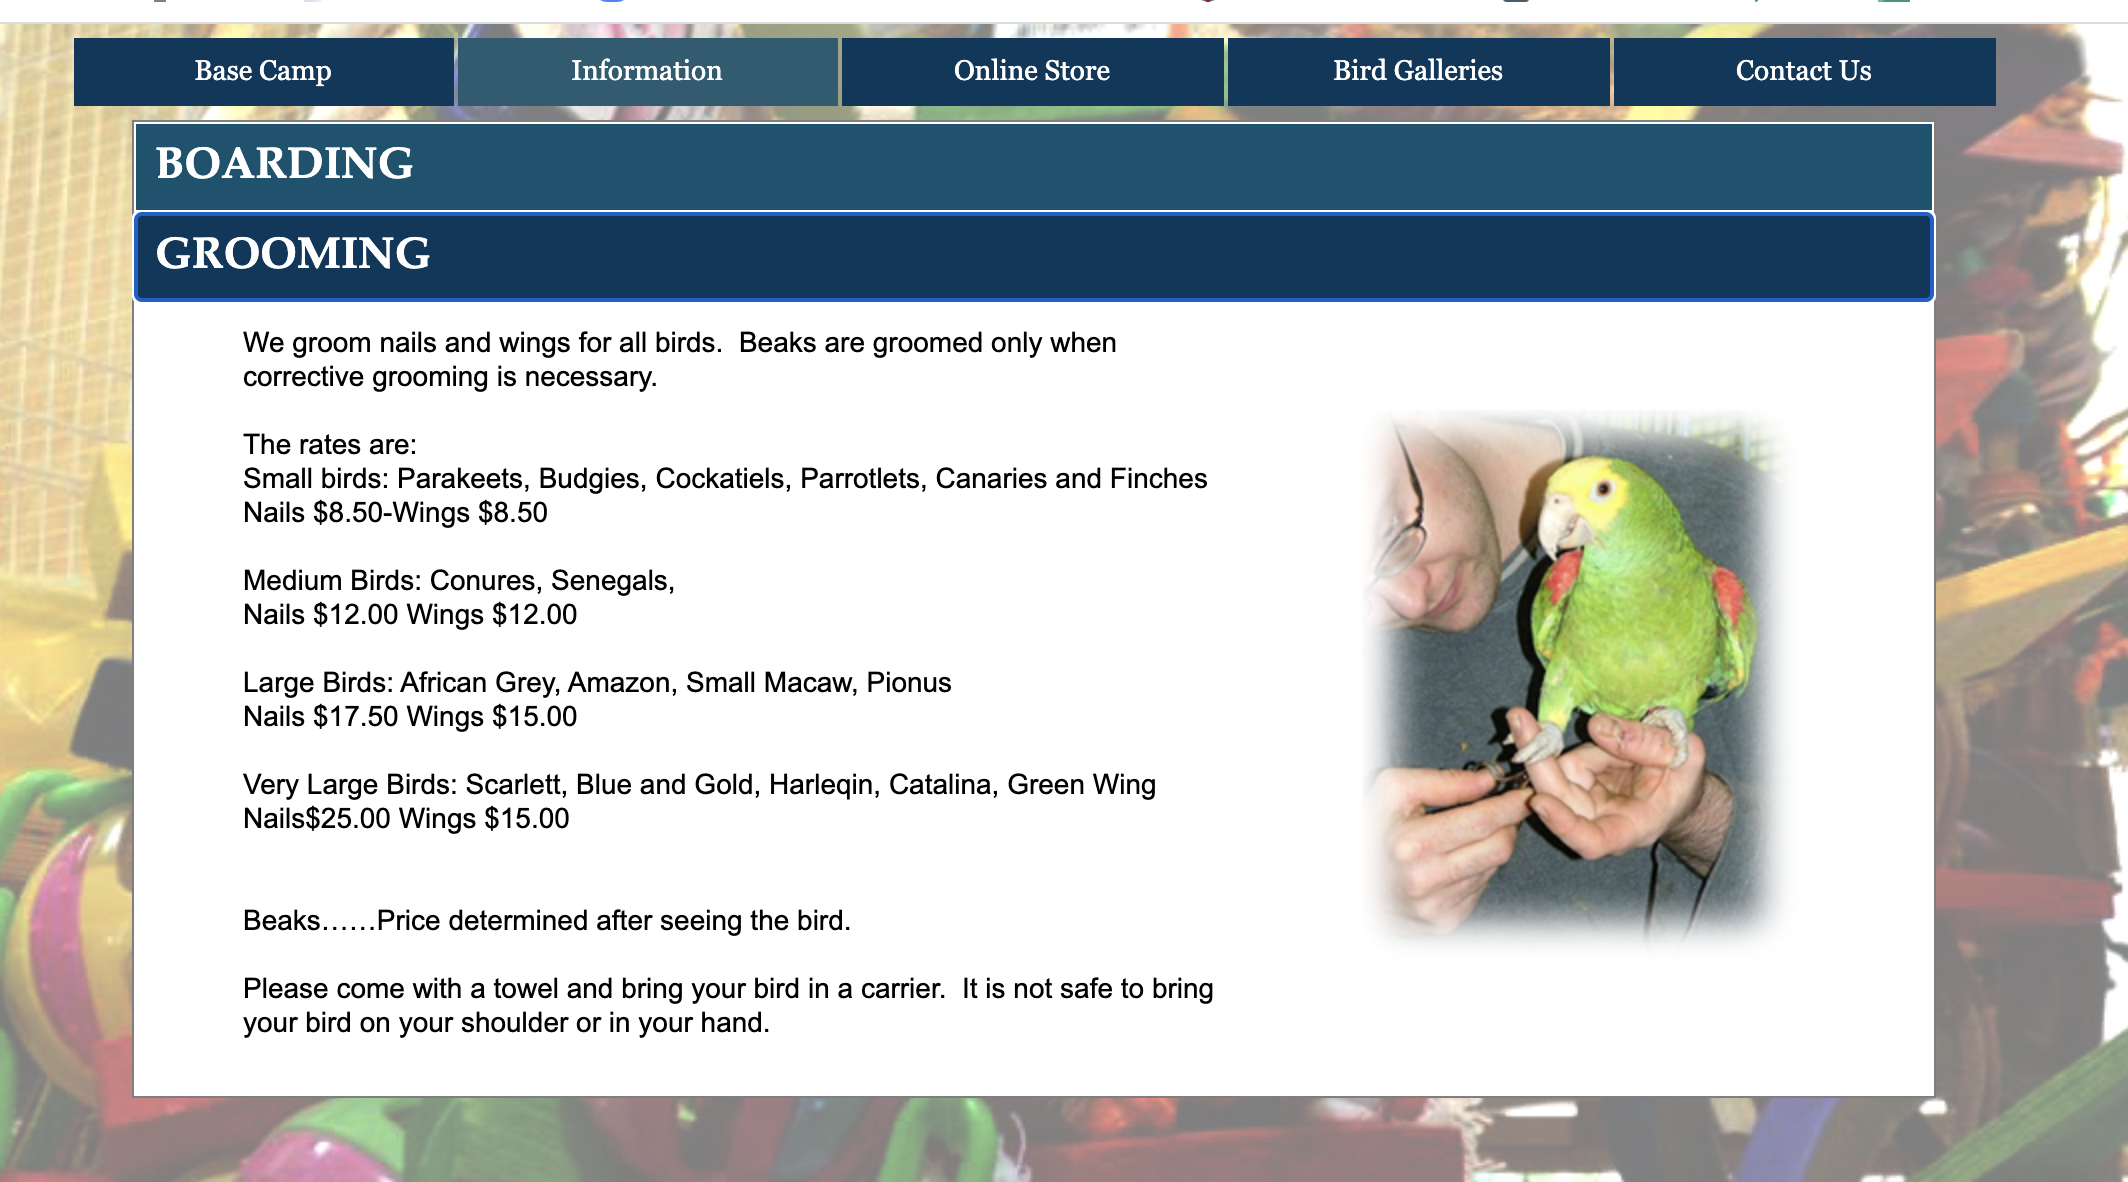 Base Camp
Information
Online Store
Bird Galleries
Contact Us
BOARDING
GROOMING
We groom nails and wings for all birds.  Beaks are groomed only when
corrective grooming is necessary.
The rates are:
Small birds: Parakeets, Budgies, Cockatiels, Parrotlets, Canaries and Finches
Nails $8.50-Wings $8.50
Medium Birds: Conures, Senegals,
Nails $12.00 Wings $12.00
Large Birds: African Grey, Amazon, Small Macaw, Pionus
Nails $17.50 Wings $15.00
Very Large Birds: Scarlett, Blue and Gold, Harleqin, Catalina, Green Wing
Nails$25.00 Wings $15.00
Beaks……Price determined after seeing the bird.
Please come with a towel and bring your bird in a carrier.  It is not safe to bring
your bird on your shoulder or in your hand.